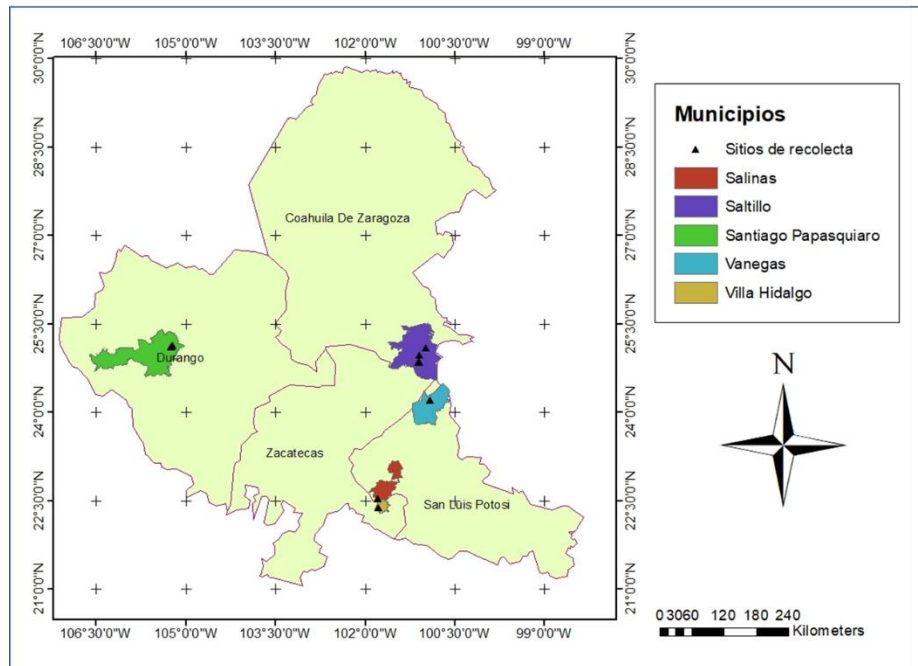 106°30'0"W 105°0'0"W 103°30'0"W 102°0'0"W 100°30'0"W 99°0'0"W
30°0'0"N
28°30'0"N
27°0'0"N
25°30'0"N
24°0'0"N
22°30'0"N
21°0'0"N
Coahuila De Zaragoza
Durango
Zacatecas
San Luis Potosi
30°0'0"N
28°30'0"N
27°0'0"N
25°30'0"N
24°0'0"N
22°30'0"N
21°0'0"N
106°30'0"W 105°0'0"W 103°30'0"W 102°0'0"W 100°30'0"W 99°0'0"W
Municipios
Sitios de recolecta
Salinas
Saltillo
Santiago Papasquiaro
Vanegas
Villa Hidalgo
N
0 3060 120 180 240
Kilometers